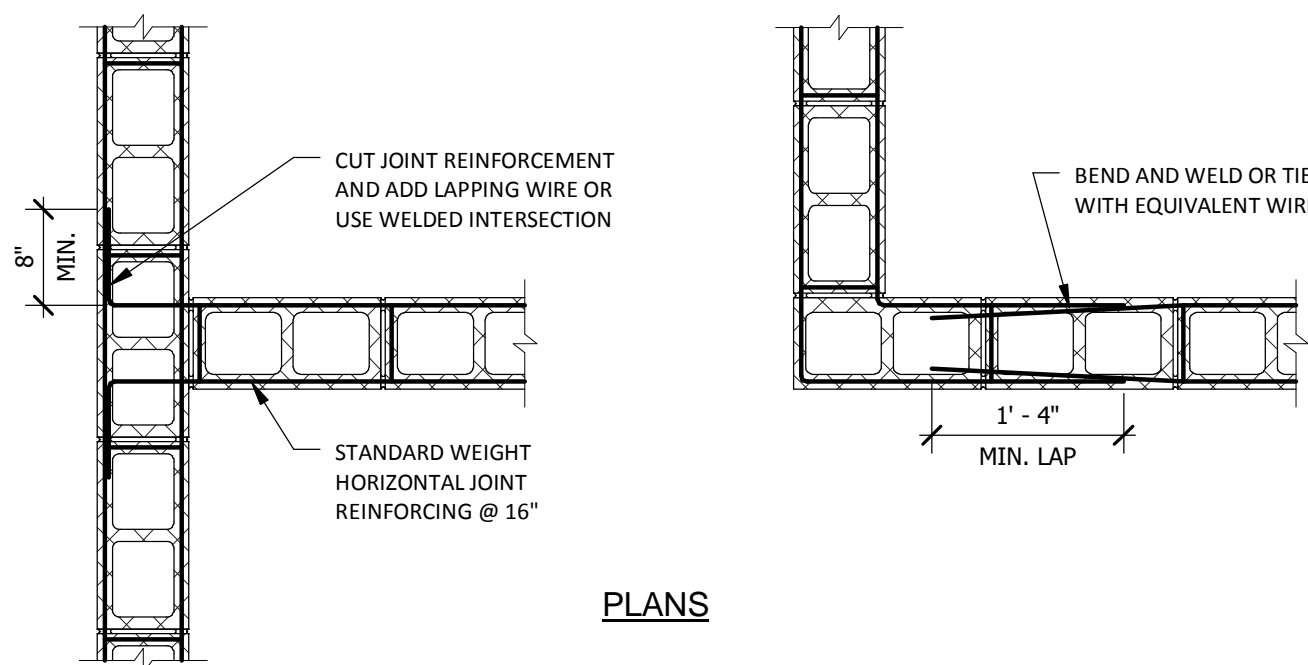 CUT JOINT REINFORCEMENT
AND ADD LAPPING WIRE OR
USE WELDED INTERSECTION
8"
MIN.
STANDARD WEIGHT
HORIZONTAL JOINT
REINFORCING @ 16"
BEND AND WELD OR TIE
WITH EQUIVALENT WIRE
1' - 4"
MIN. LAP
PLANS